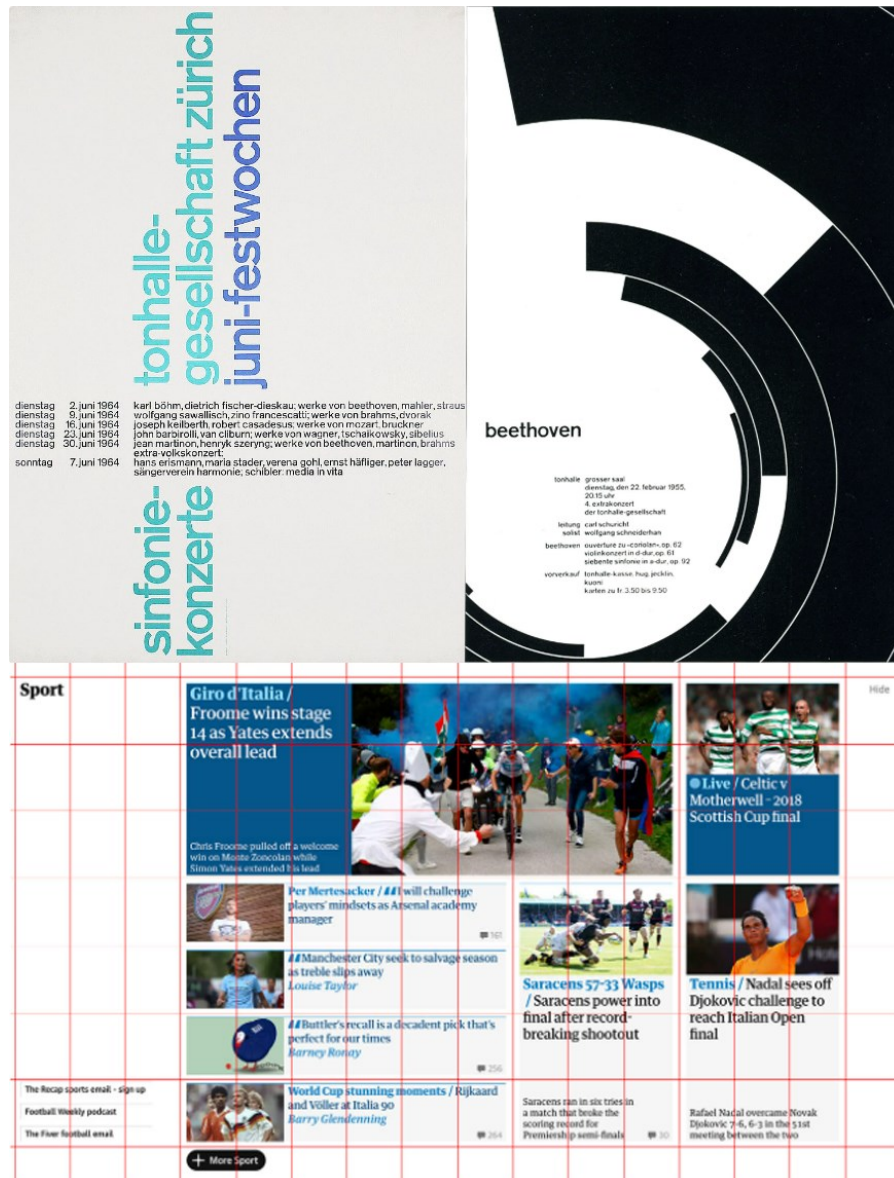 tonhalle-
gesellschaft zürich
juni-festwochen
dienstag 2. juni 1964 karl böhm, dietrich fischer-dieskau; werke von beethoven, mahler, straus
dienstag 9. juni 1964 wolfgang sawallisch, zino francescatti; werke von brahms, dvorak
dienstag 16. juni 1964 joseph keilberth, robert casadesus; werke von mozart, bruckner
dienstag 23. juni 1964 john barbirolli, van cliburn; werke von wagner, tschaikowsky, sibelius
dienstag 30. juni 1964 jean martinon, henryk szeryng; werke von beethoven, martinon, brahms
extra-volkskonzert:
sonntag 7. juni 1964 hans erismann, maria stader, verena gohl, ernst häfliger, peter lagger,
sängerverein harmonie; schibler: media in vita
sinfonie-
konzerte
beethoven
tonhalle grosser saal
dienstag, den 22. februar 1955,
20.15 uhr
4. extrakonzert
der tonhalle-gesellschaft
leitung carl schuricht
solist wolfgang schneiderhan
beethoven ouvertüre zu «coriolan», op. 62
violinkonzert in d-dur, op. 61
siebente sinfonie in a-dur, op. 92
vorverkauf tonhalle-kasse, hug, jecklin,
kuoni
karten zu fr. 3.50 bis 9.50
Sport
Hide
Giro d'Italia /
Froome wins stage
14 as Yates extends
overall lead
Chris Froome pulled off a welcome
win on Monte Zoncolan while
Simon Yates extended his lead
Live / Celtic v
Motherwell - 2018
Scottish Cup final
Per Mertesacker / “I will challenge
players' mindsets as Arsenal academy
manager
161
“Manchester City seek to salvage season
as treble slips away
Louise Taylor
“Buttler's recall is a decadent pick that's
perfect for our times
Barney Ronay
256
World Cup stunning moments / Rijkaard
and Völler at Italia 90
Barry Glendenning
264
Saracens 57-33 Wasps
/ Saracens power into
final after record-
breaking shootout
Saracens ran in six tries in
a match that broke the
scoring record for
Premiership semi-finals
30
Tennis / Nadal sees off
Djokovic challenge to
reach Italian Open
final
Rafael Nadal overcame Novak
Djokovic 7-6, 6-3 in the 51st
meeting between the two
The Recap sports email - sign up
Football Weekly podcast
The Fiver football email
+ More Sport